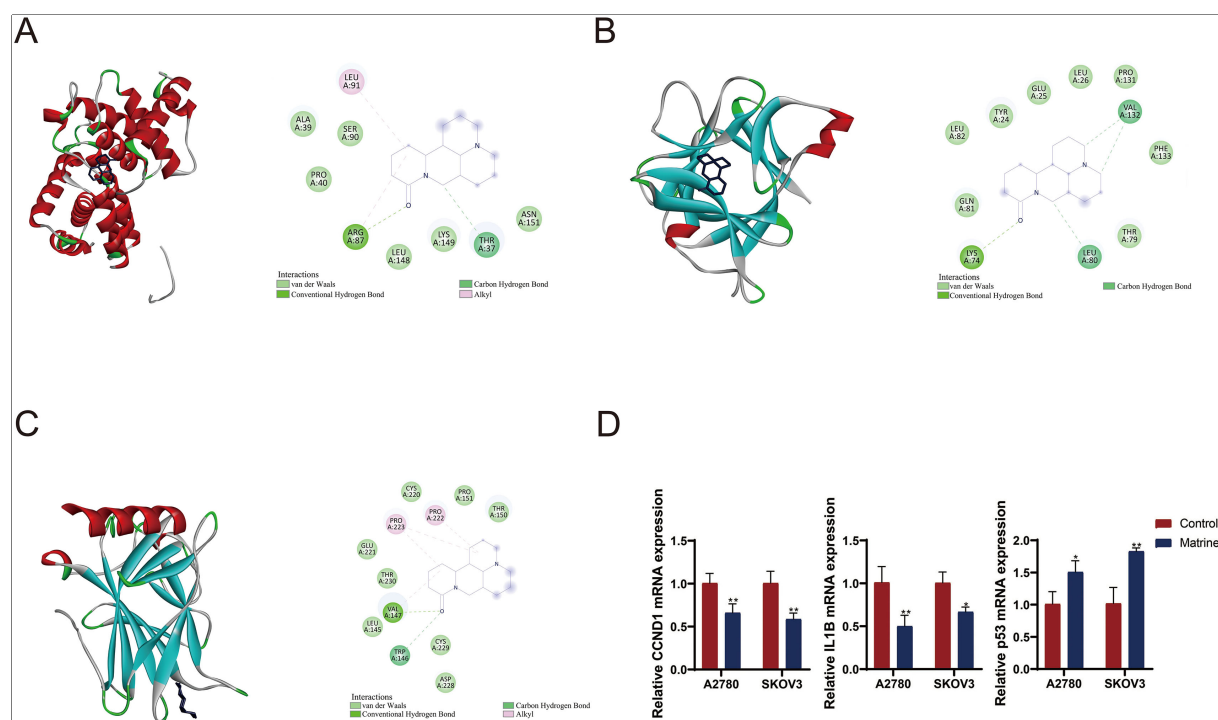 A
LEU
A:91
ALA
A:39
SER
A:90
PRO
A:40
N
N
O
ARG
A:87
LEU
A:148
LYS
A:149
THR
A:37
ASN
A:151
Interactions
van der Waals
Conventional Hydrogen Bond
Carbon Hydrogen Bond
Alkyl
B
LEU
A:82
TYR
A:24
GLU
A:25
LEU
A:26
PRO
A:131
VAL
A:132
PHE
A:133
N
N
O
GLN
A:81
LYS
A:74
LEU
A:80
THR
A:79
Interactions
van der Waals
Conventional Hydrogen Bond
Carbon Hydrogen Bond
C
CYS
A:220
PRO
A:151
THR
A:150
PRO
A:223
PRO
A:222
GLU
A:221
THR
A:230
N
N
O
VAL
A:147
LEU
A:145
TRP
A:146
CYS
A:229
ASP
A:228
Interactions
van der Waals
Conventional Hydrogen Bond
Carbon Hydrogen Bond
Alkyl
D
Relative CCND1 mRNA expression
1.5
1.0
0.5
0.0
**
**
A2780 SKOV3
Relative IL1B mRNA expression
1.5
1.0
0.5
0.0
**
*
A2780 SKOV3
Relative p53 mRNA expression
2.0
1.5
1.0
0.5
0.0
*
**
A2780 SKOV3
Control
Matrine